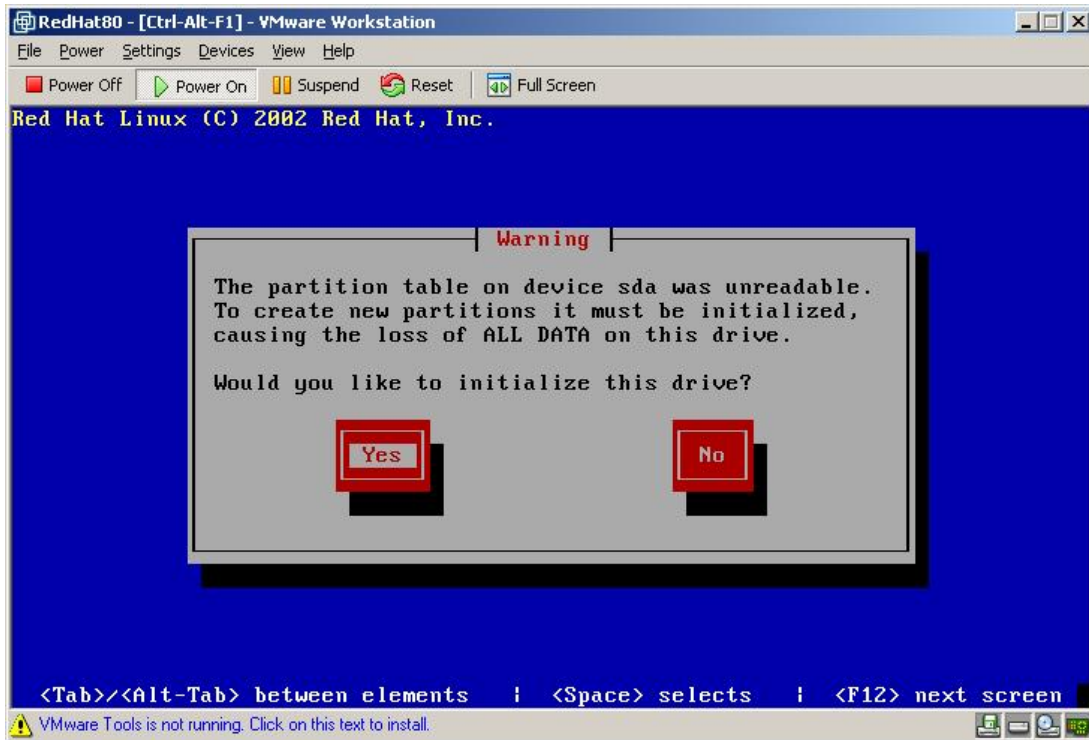 RedHat80 - [Ctrl-Alt-F1] - VMware Workstation
File Power Settings Devices View Help
Power Off Power On Suspend Reset Full Screen
Red Hat Linux (C) 2002 Red Hat, Inc.
Warning
The partition table on device sda was unreadable.
To create new partitions it must be initialized,
causing the loss of ALL DATA on this drive.
Would you like to initialize this drive?
Yes No
<Tab>/<Alt-Tab> between elements | <Space> selects | <F12> next screen
VMware Tools is not running. Click on this text to install.